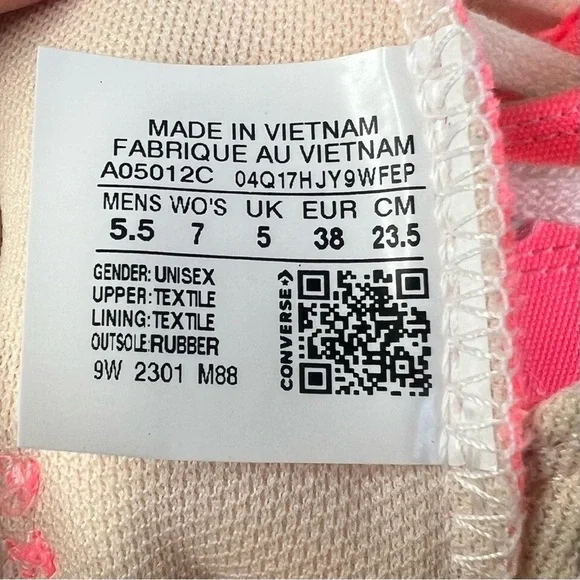 MADE IN VIETNAM
FABRIQUE AU VIETNAM
A05012C 04Q17HJY9WFEP
MENS WO'S UK EUR CM
5.5 7 5 38 23.5
GENDER: UNISEX
UPPER:TEXTILE
LINING:TEXTILE
OUTSOLE:RUBBER
9W 2301 M88
CONVERSE